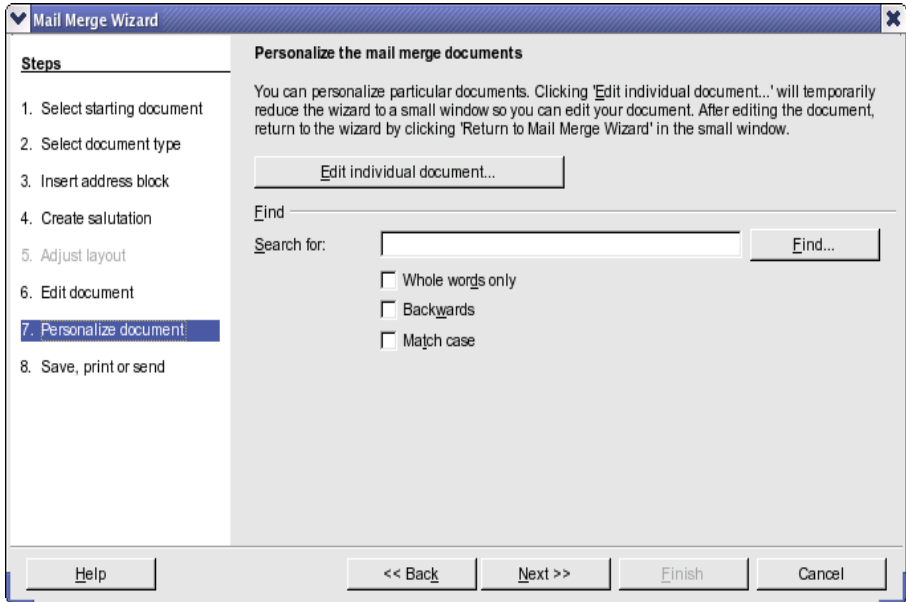 Mail Merge Wizard
Steps
1. Select starting document
2. Select document type
3. Insert address block
4. Create salutation
5. Adjust layout
6. Edit document
7. Personalize document
8. Save, print or send
Personalize the mail merge documents
You can personalize particular documents. Clicking 'Edit individual document...' will temporarily
reduce the wizard to a small window so you can edit your document. After editing the document,
return to the wizard by clicking 'Return to Mail Merge Wizard' in the small window.
Edit individual document...
Find
Search for:
Find...
Whole words only
Backwards
Match case
Help
<< Back
Next >>
Finish
Cancel